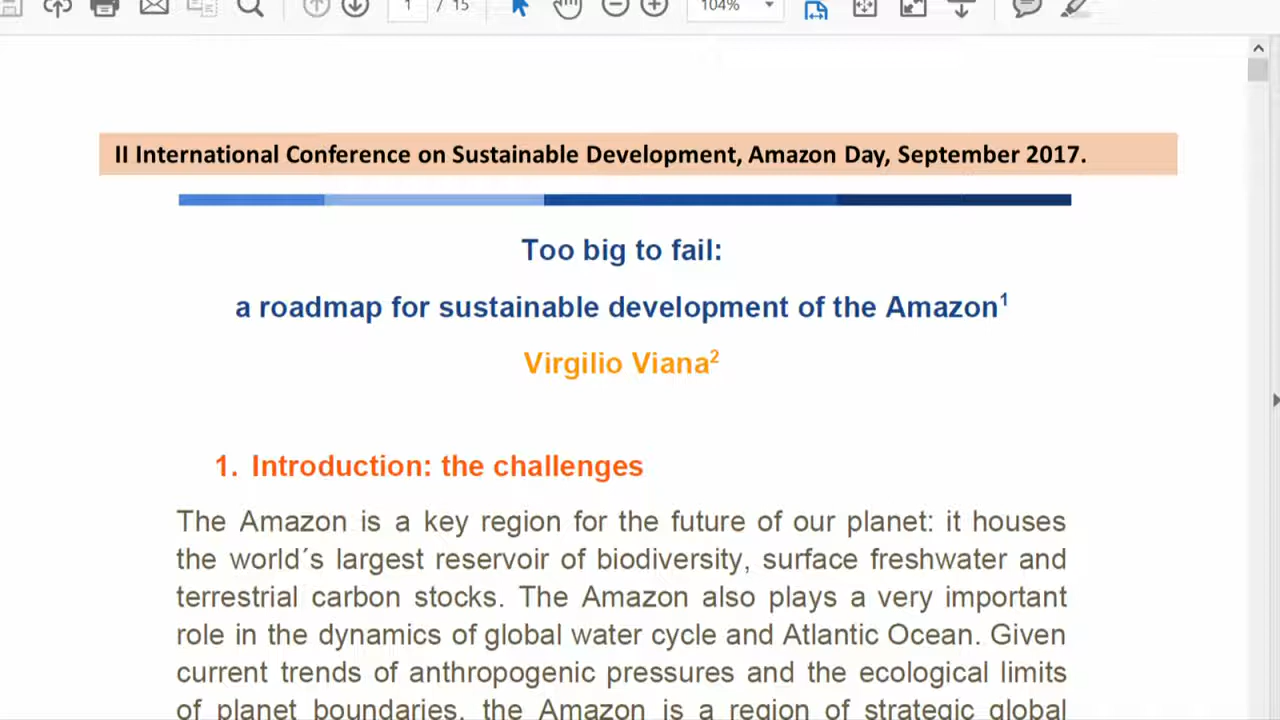 1 / 15
104%
II International Conference on Sustainable Development, Amazon Day, September 2017.
Too big to fail:
a roadmap for sustainable development of the Amazon1
Virgilio Viana2
1. Introduction: the challenges
The Amazon is a key region for the future of our planet: it houses
the world´s largest reservoir of biodiversity, surface freshwater and
terrestrial carbon stocks. The Amazon also plays a very important
role in the dynamics of global water cycle and Atlantic Ocean. Given
current trends of anthropogenic pressures and the ecological limits
of planet boundaries, the Amazon is a region of strategic global